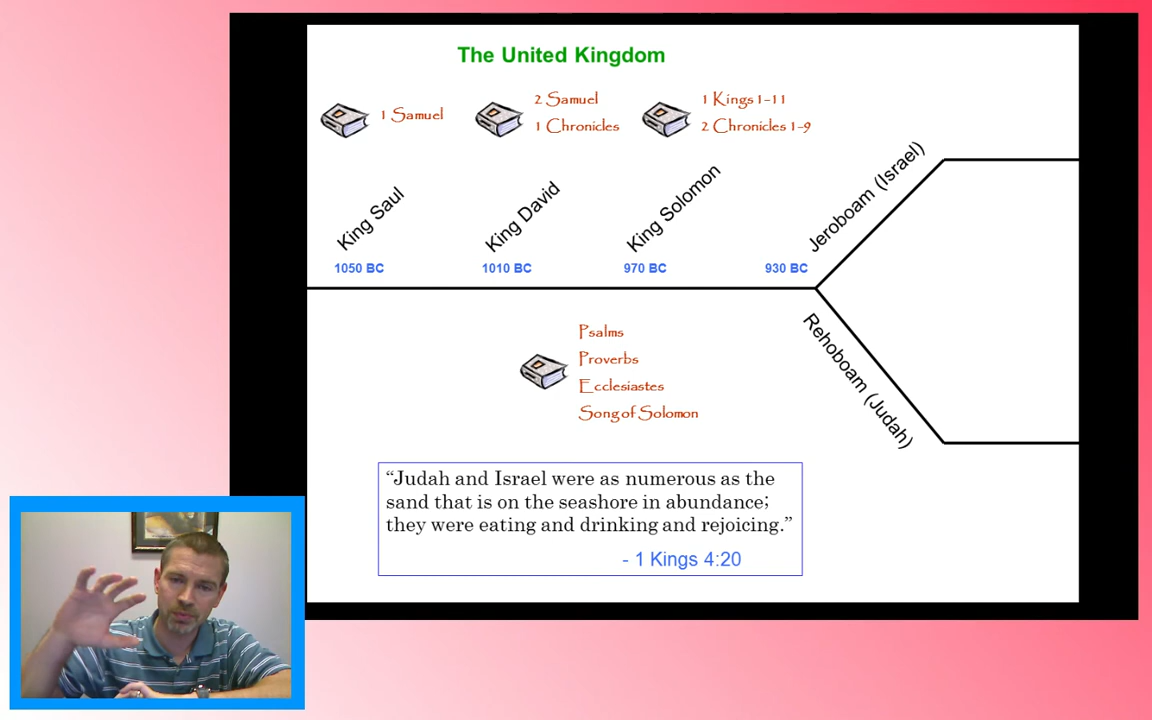 The United Kingdom
1 Samuel
2 Samuel
1 Chronicles
1 Kings 1-11
2 Chronicles 1-9
King Saul
King David
King Solomon
Jeroboam (Israel)
1050 BC
1010 BC
970 BC
930 BC
Rehoboam (Judah)
Psalms
Proverbs
Ecclesiastes
Song of Solomon
“Judah and Israel were as numerous as the
sand that is on the seashore in abundance;
they were eating and drinking and rejoicing.”
- 1 Kings 4:20